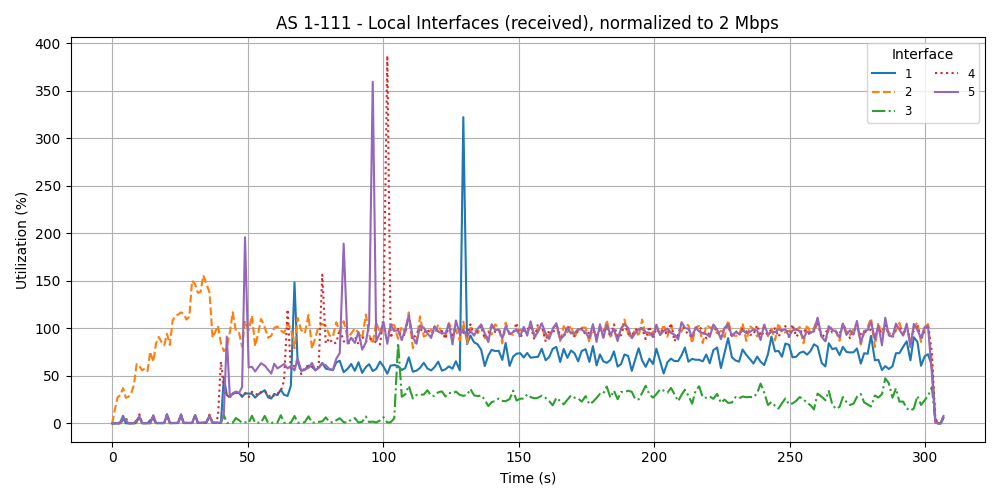 AS 1-111 - Local Interfaces (received), normalized to 2 Mbps
Utilization (%)
400
350
300
250
200
150
100
50
0
0 50 100 150 200 250 300
Time (s)
Interface
1 4
2 5
3